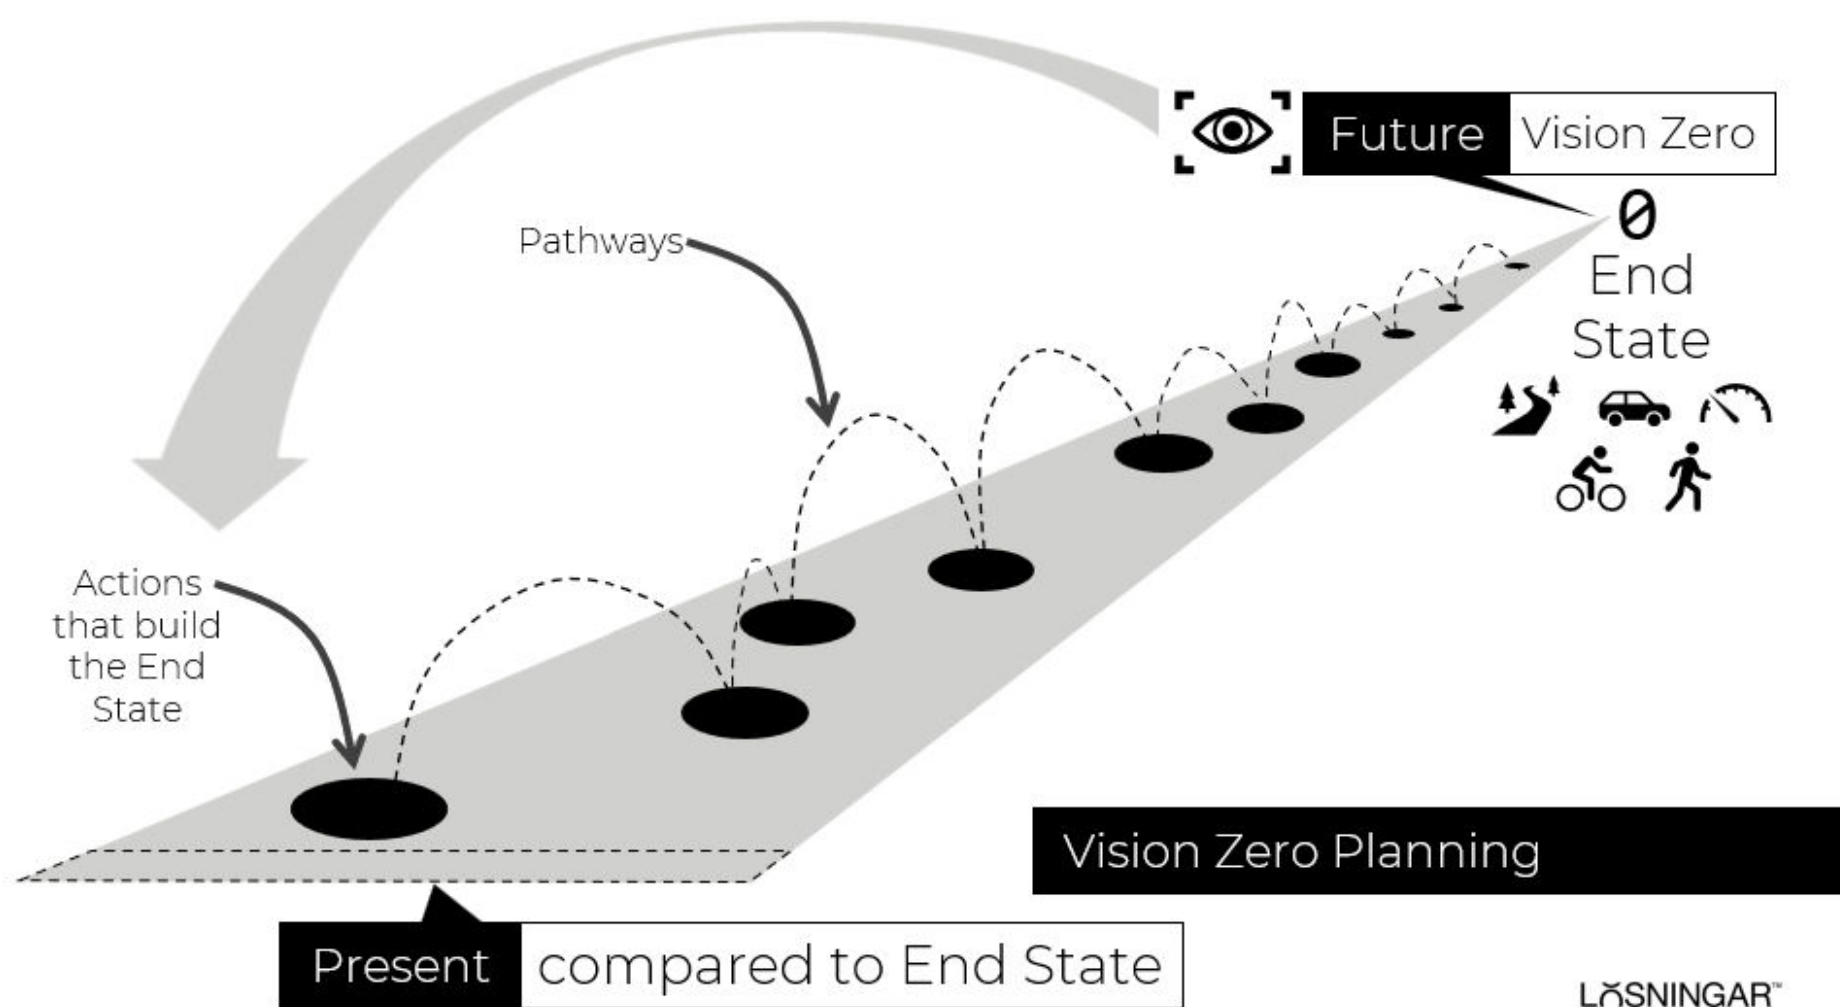 Future Vision Zero
0
End
State
Pathways
Actions
that build
the End
State
Vision Zero Planning
Present compared to End State
LÖSNINGAR™